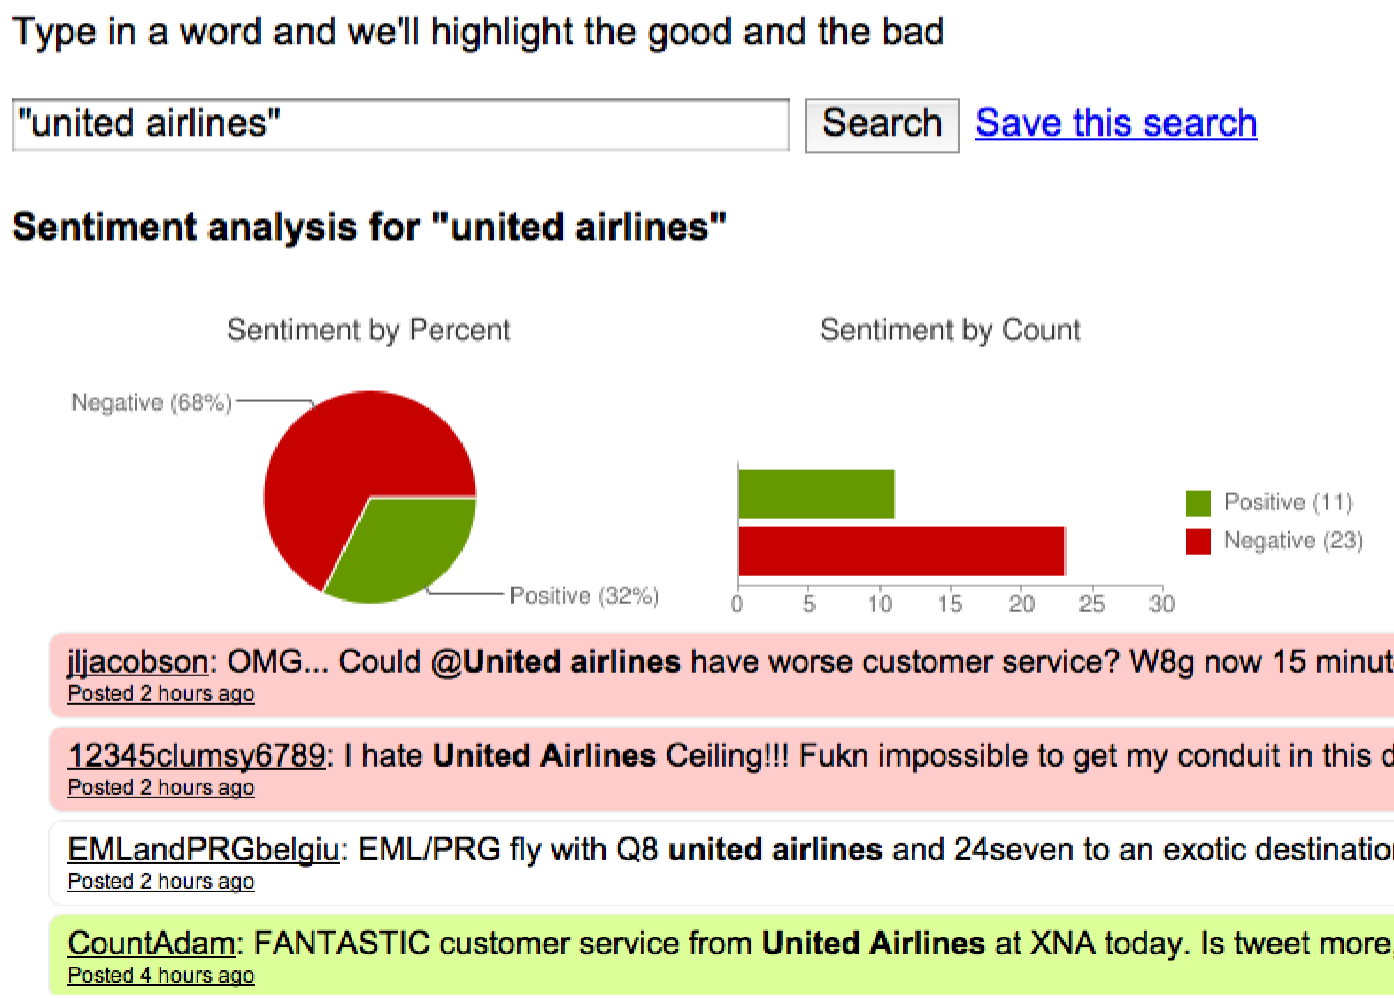 Type in a word and we'll highlight the good and the bad
"united airlines" Search Save this search
Sentiment analysis for "united airlines"
Sentiment by Percent
Negative (68%)
Positive (32%)
Sentiment by Count
Positive (11)
Negative (23)
0 5 10 15 20 25 30
jljacobson: OMG... Could @United airlines have worse customer service? W8g now 15 minut
Posted 2 hours ago
12345clumsy6789: I hate United Airlines Ceiling!!! Fukn impossible to get my conduit in this d
Posted 2 hours ago
EMLandPRGbelgiu: EML/PRG fly with Q8 united airlines and 24seven to an exotic destinatio
Posted 2 hours ago
CountAdam: FANTASTIC customer service from United Airlines at XNA today. Is tweet more,
Posted 4 hours ago